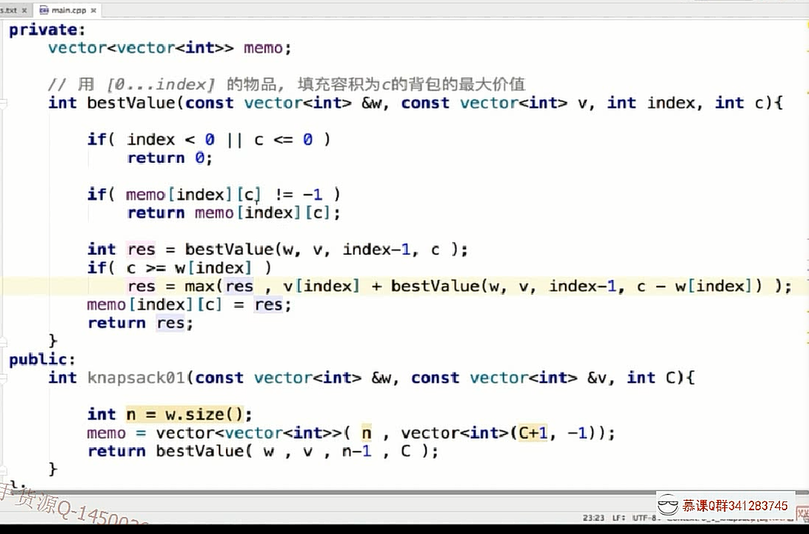 s.txt × main.cpp ×
private:
vector<vector<int>> memo;
// 用 [0...index] 的物品, 填充容积为c的背包的最大价值
int bestValue(const vector<int> &w, const vector<int> v, int index, int c){
if( index < 0 || c <= 0 )
return 0;
if( memo[index][c] != -1 )
return memo[index][c];
int res = bestValue(w, v, index-1, c );
if( c >= w[index] )
res = max(res , v[index] + bestValue(w, v, index-1, c - w[index]) );
memo[index][c] = res;
return res;
}
public:
int knapsack01(const vector<int> &w, const vector<int> &v, int C){
int n = w.size();
memo = vector<vector<int>>( n , vector<int>(C+1, -1));
return bestValue( w , v , n-1 , C );
}
};
货源Q-14500
慕课Q群341283745
23:23 LF: UTF-8